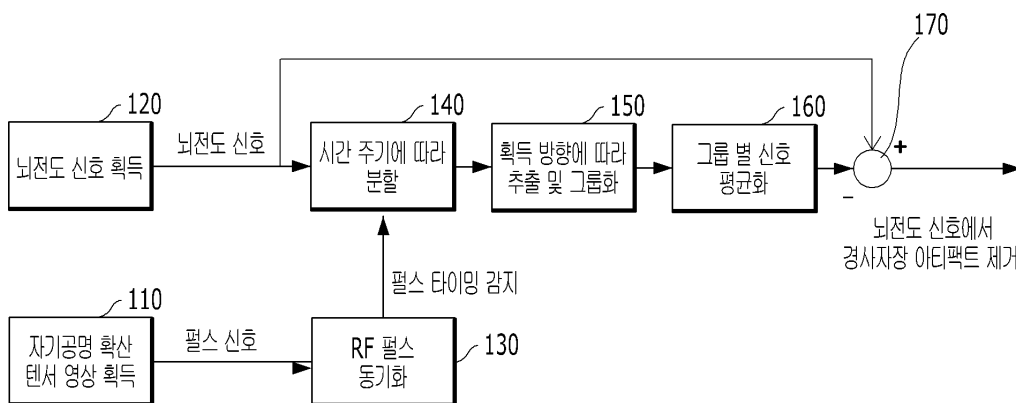 170
120
140
150
160
뇌전도 신호 획득
뇌전도 신호
시간 주기에 따라
분할
획득 방향에 따라
추출 및 그룹화
그룹 별 신호
평균화
+
−
뇌전도 신호에서
경사자장 아티팩트 제거
펄스 타이밍 감지
110
자기공명 확산
텐서 영상 획득
펄스 신호
RF 펄스
동기화
130